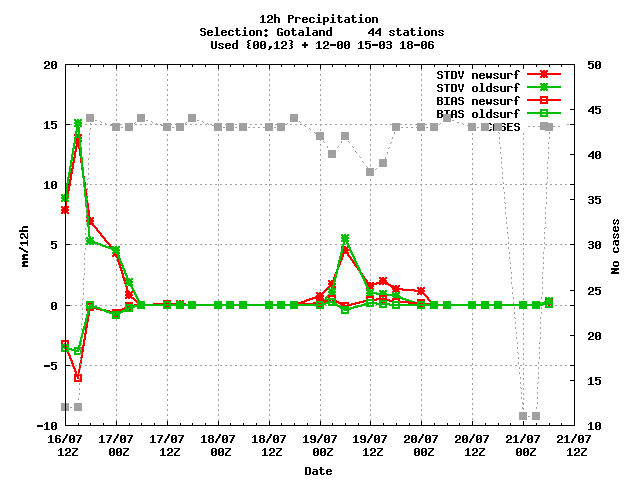 12h Precipitation
Selection: Gotaland 44 stations
Used {00,12} + 12-00 15-03 18-06
STDV newsurf
STDV oldsurf
BIAS newsurf
BIAS oldsurf
CASES
mm/12h
20
15
10
5
0
-5
-10
No cases
50
45
40
35
30
25
20
15
10
16/07 17/07 17/07 18/07 18/07 19/07 19/07 20/07 20/07 21/07 21/07
12Z 00Z 12Z 00Z 12Z 00Z 12Z 00Z 12Z 00Z 12Z
Date